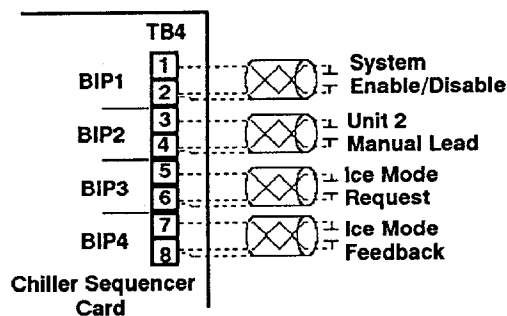 TB4
BIP1
1
2
System
Enable/Disable
BIP2
3
4
Unit 2
Manual Lead
BIP3
5
6
Ice Mode
Request
BIP4
7
8
Ice Mode
Feedback
Chiller Sequencer
Card